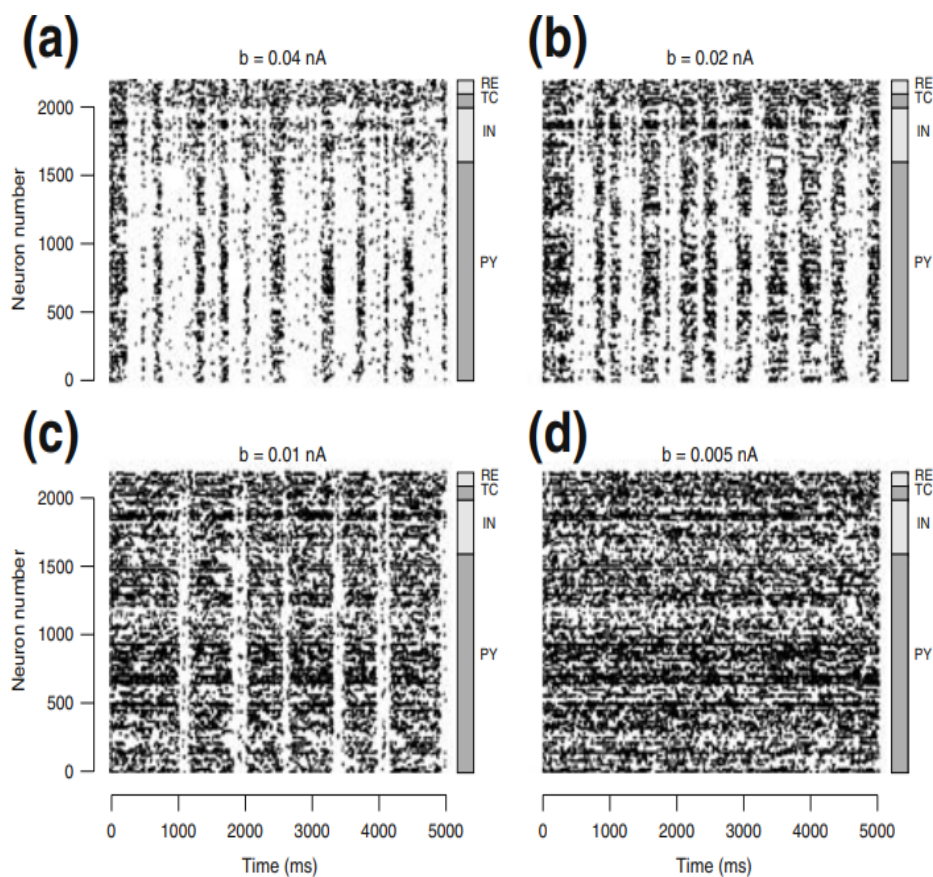 (a)
b = 0.04 nA
Neuron number
2000
1500
1000
500
0
RE
TC
IN
PY
(b)
b = 0.02 nA
RE
TC
IN
PY
(c)
b = 0.01 nA
Neuron number
2000
1500
1000
500
0
RE
TC
IN
PY
0 1000 2000 3000 4000 5000
Time (ms)
(d)
b = 0.005 nA
RE
TC
IN
PY
0 1000 2000 3000 4000 5000
Time (ms)